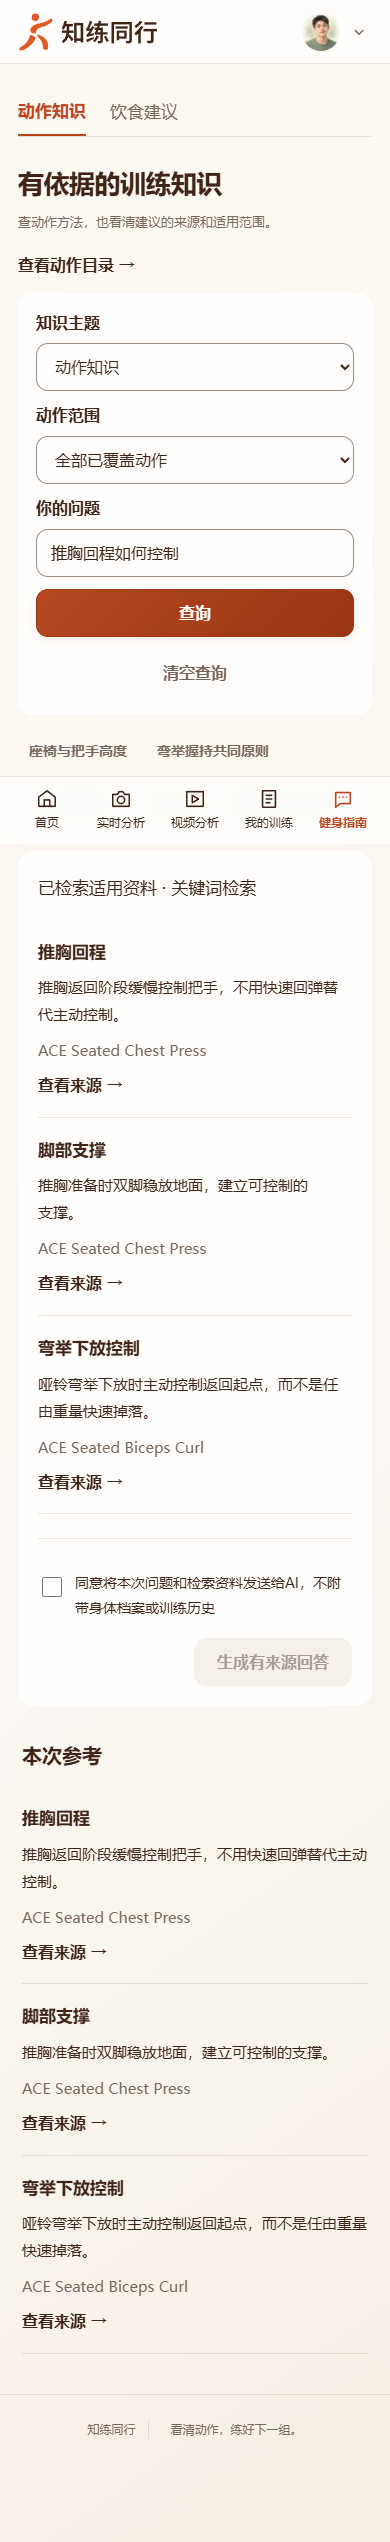 知练同行
动作知识
饮食建议
有依据的训练知识
查动作方法，也看清建议的来源和适用范围。
查看动作目录 →
知识主题
动作知识
动作范围
全部已覆盖动作
你的问题
推胸回程如何控制
查询
清空查询
座椅与把手高度
弯举握持共同原则
首页
实时分析
视频分析
我的训练
健身指南
已检索适用资料 · 关键词检索
推胸回程
推胸返回阶段缓慢控制把手，不用快速回弹替
代主动控制。
ACE Seated Chest Press
查看来源 →
脚部支撑
推胸准备时双脚稳放地面，建立可控制的
支撑。
ACE Seated Chest Press
查看来源 →
弯举下放控制
哑铃弯举下放时主动控制返回起点，而不是任
由重量快速掉落。
ACE Seated Biceps Curl
查看来源 →
同意将本次问题和检索资料发送给AI，不附
带身体档案或训练历史
生成有来源回答
本次参考
推胸回程
推胸返回阶段缓慢控制把手，不用快速回弹替代主动
控制。
ACE Seated Chest Press
查看来源 →
脚部支撑
推胸准备时双脚稳放地面，建立可控制的支撑。
ACE Seated Chest Press
查看来源 →
弯举下放控制
哑铃弯举下放时主动控制返回起点，而不是任由重量
快速掉落。
ACE Seated Biceps Curl
查看来源 →
知练同行
看清动作，练好下一组。